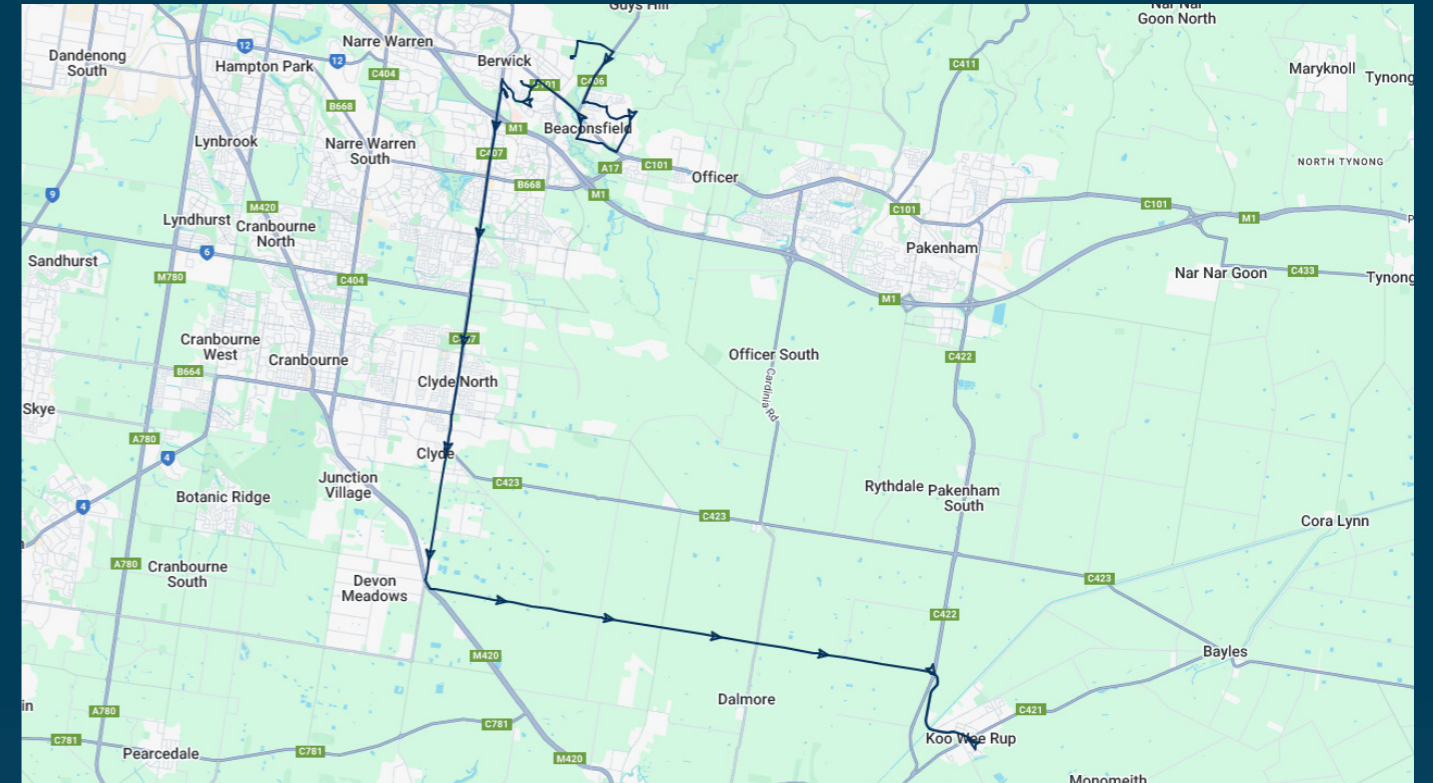 Guys Hill
Nar Nar
Goon North
Narre Warren
12
Dandenong
South
Hampton Park
12
C404
Berwick
C406
C411
Maryknoll
Tynong
B668
Lynbrook
Narre Warren
South
M1
Beaconsfield
A17
C101
Officer
NORTH TYNONG
9
B668
M1
M420
Lyndhurst
Cranbourne
North
6
C101
C101
M1
Sandhurst
M780
C404
Pakenham
Nar Nar Goon
C433
Tynong
M1
Cranbourne
West
Cranbourne
B664
Officer South
Cardinia Rd
C422
Clyde North
Skye
A780
4
Clyde
Junction
Village
C423
Botanic Ridge
4
Rythdale
Pakenham
South
C423
Cora Lynn
A780
Cranbourne
South
Devon
Meadows
C423
C422
M420
Bayles
Dalmore
A780
C781
C421
C781
Pearcedale
C781
M420
Koo Wee Rup
Monomeith